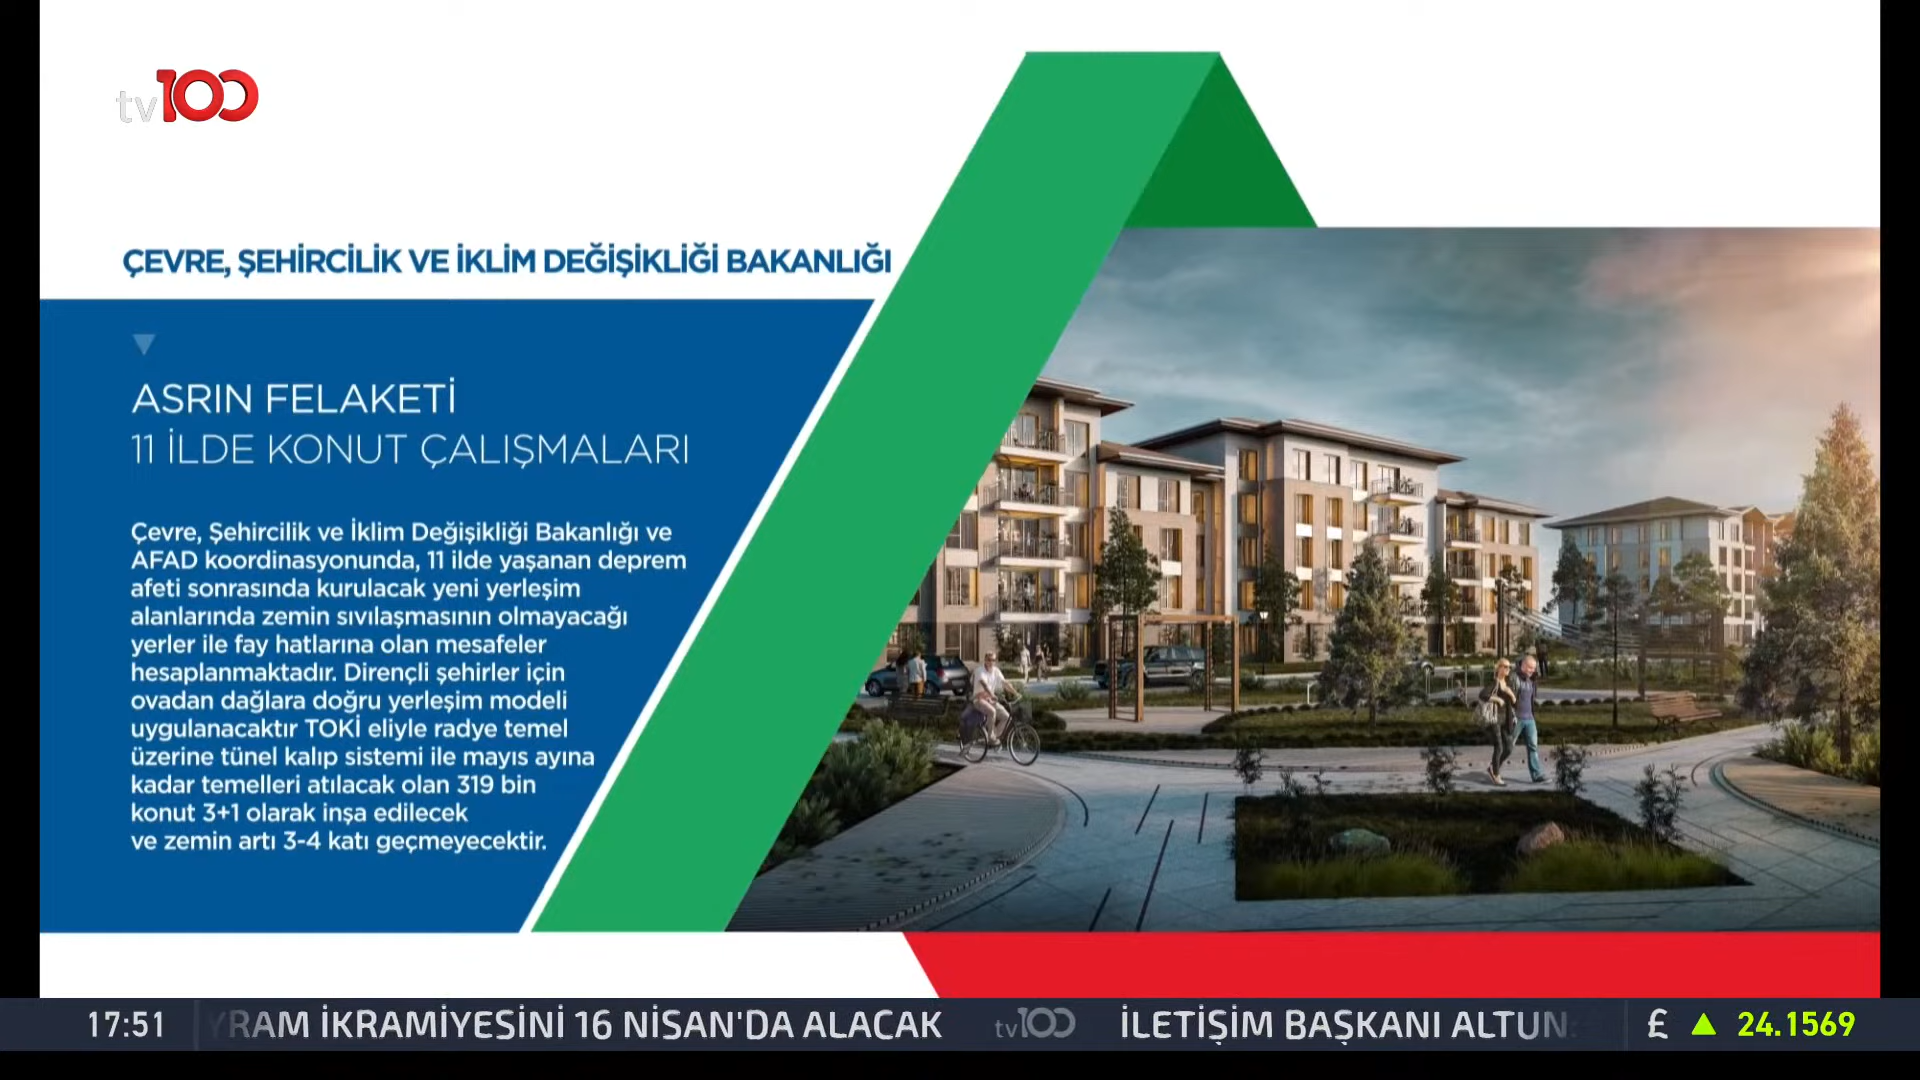 tv100
ÇEVRE, ŞEHİRCİLİK VE İKLİM DEĞİŞİKLİĞİ BAKANLIĞI
ASRIN FELAKETİ
11 İLDE KONUT ÇALIŞMALARI
Çevre, Şehircilik ve İklim Değişikliği Bakanlığı ve
AFAD koordinasyonunda, 11 ilde yaşanan deprem
afeti sonrasında kurulacak yeni yerleşim
alanlarında zemin sıvılaşmasının olmayacağı
yerler ile fay hatlarına olan mesafeler
hesaplanmaktadır. Dirençli şehirler için
ovadan dağlara doğru yerleşim modeli
uygulanacaktır TOKİ eliyle radye temel
üzerine tünel kalıp sistemi ile mayıs ayına
kadar temelleri atılacak olan 319 bin
konut 3+1 olarak inşa edilecek
ve zemin artı 3-4 katı geçmeyecektir.
17:51 YRAM İKRAMİYESİNİ 16 NİSAN'DA ALACAK tv100 İLETİŞİM BAŞKANI ALTUN £ ▲ 24.1569